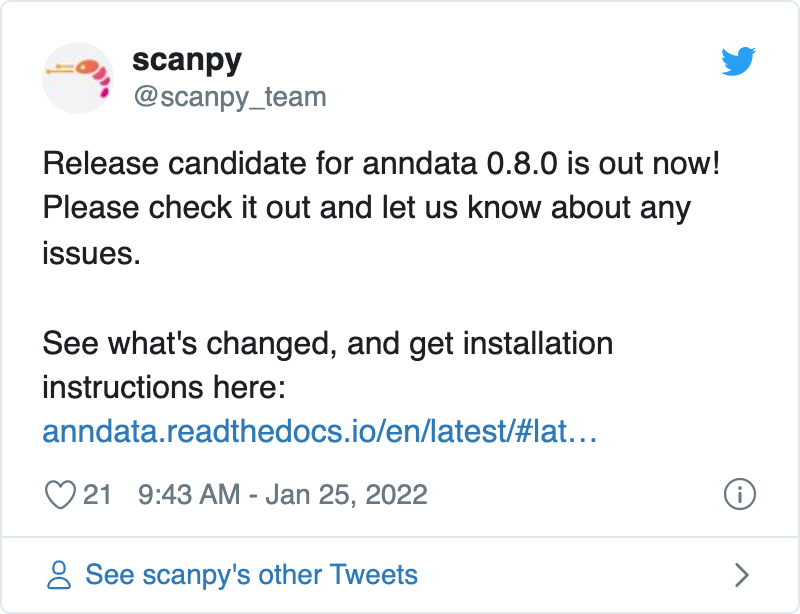 scanpy
@scanpy_team
Release candidate for anndata 0.8.0 is out now!
Please check it out and let us know about any
issues.
See what's changed, and get installation
instructions here:
anndata.readthedocs.io/en/latest/#lat…
21 9:43 AM - Jan 25, 2022
See scanpy's other Tweets